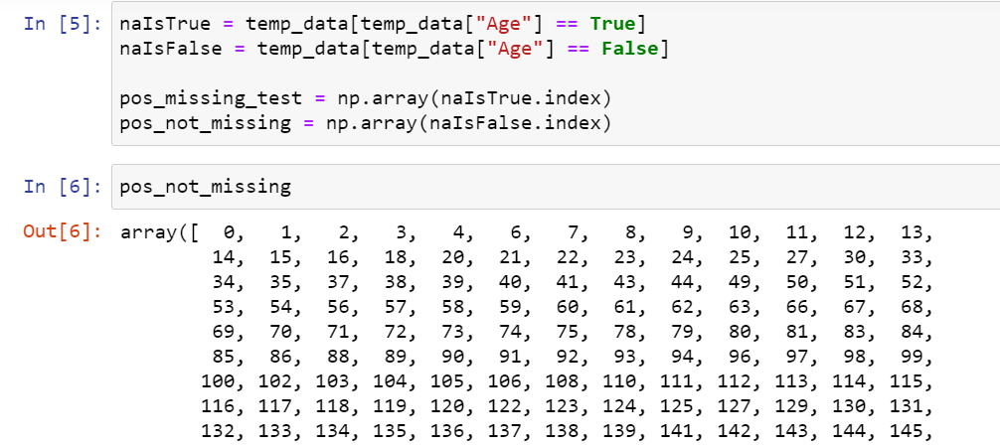 In [5]: naIsTrue = temp_data[temp_data["Age"] == True]
naIsFalse = temp_data[temp_data["Age"] == False]
pos_missing_test = np.array(naIsTrue.index)
pos_not_missing = np.array(naIsFalse.index)
In [6]: pos_not_missing
Out[6]: array([ 0, 1, 2, 3, 4, 6, 7, 8, 9, 10, 11, 12, 13,
14, 15, 16, 18, 20, 21, 22, 23, 24, 25, 27, 30, 33,
34, 35, 37, 38, 39, 40, 41, 43, 44, 49, 50, 51, 52,
53, 54, 56, 57, 58, 59, 60, 61, 62, 63, 66, 67, 68,
69, 70, 71, 72, 73, 74, 75, 78, 79, 80, 81, 83, 84,
85, 86, 88, 89, 90, 91, 92, 93, 94, 96, 97, 98, 99,
100, 102, 103, 104, 105, 106, 108, 110, 111, 112, 113, 114, 115,
116, 117, 118, 119, 120, 122, 123, 124, 125, 127, 129, 130, 131,
132, 133, 134, 135, 136, 137, 138, 139, 141, 142, 143, 144, 145,